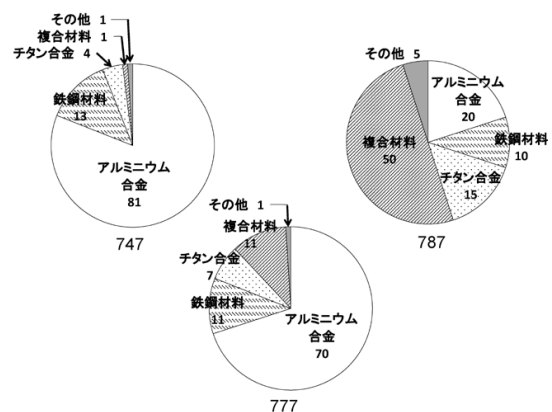 その他 1
複合材料 1
チタン合金 4
鉄鋼材料
13
アルミニウム
合金
81
747
その他 5
アルミニウム
合金
20
鉄鋼材料
10
チタン合金
15
複合材料
50
787
その他 1
複合材料
11
チタン合金
7
鉄鋼材料
11
アルミニウム
合金
70
777